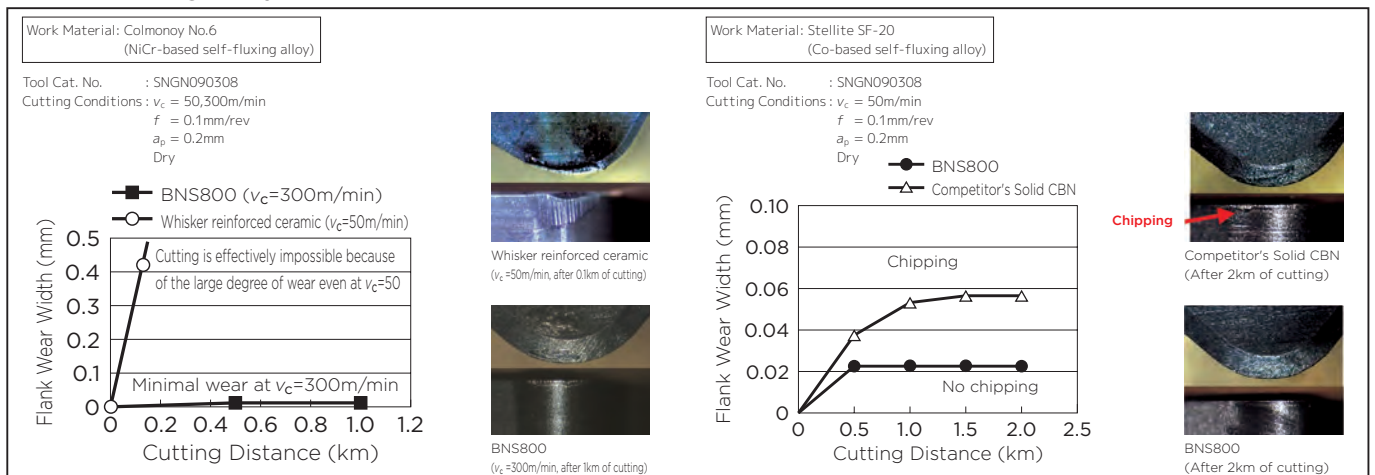 Work Material: Colmonoy No.6
(NiCr-based self-fluxing alloy)
Tool Cat. No. : SNGN090308
Cutting Conditions : vc = 50,300m/min
f = 0.1mm/rev
ap = 0.2mm
Dry
BNS800 (vc=300m/min)
Whisker reinforced ceramic (vc=50m/min)
Flank Wear Width (mm)
0.5
0.4
0.3
0.2
0.1
0
Cutting is effectively impossible because
of the large degree of wear even at vc=50
Minimal wear at vc=300m/min
0 0.2 0.4 0.6 0.8 1.0 1.2
Cutting Distance (km)
Whisker reinforced ceramic
(vc =50m/min, after 0.1km of cutting)
BNS800
(vc =300m/min, after 1km of cutting)
Work Material: Stellite SF-20
(Co-based self-fluxing alloy)
Tool Cat. No. : SNGN090308
Cutting Conditions : vc = 50m/min
f = 0.1mm/rev
ap = 0.2mm
Dry
BNS800
Competitor's Solid CBN
Flank Wear Width (mm)
0.10
0.08
0.06
0.04
0.02
0
Chipping
No chipping
0 0.5 1.0 1.5 2.0 2.5
Cutting Distance (km)
Chipping
Competitor's Solid CBN
(After 2km of cutting)
BNS800
(After 2km of cutting)